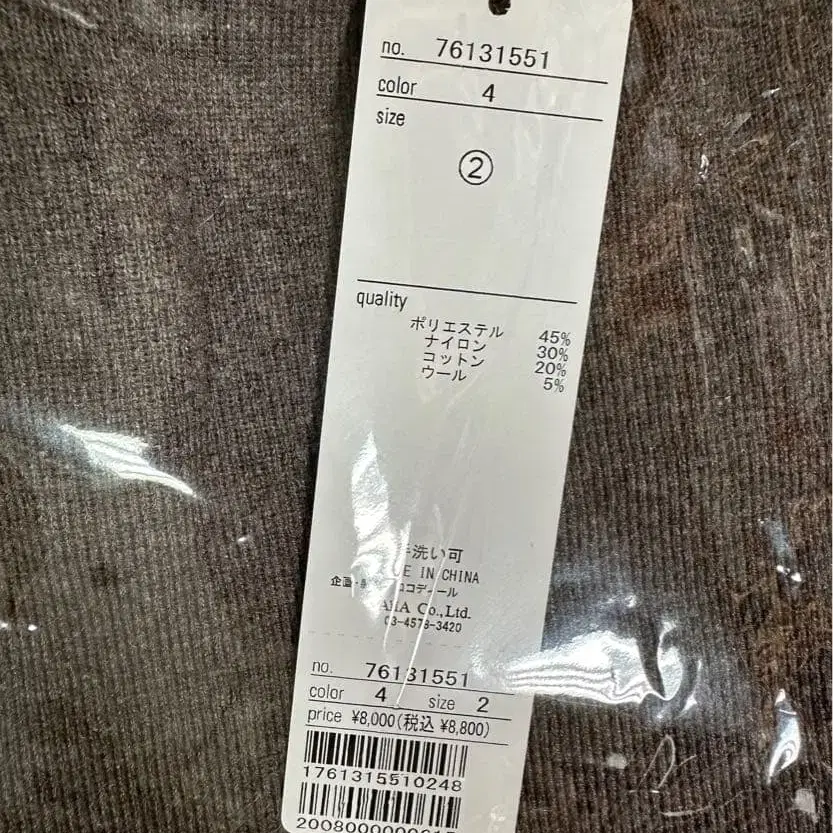 no. 76131551
color 4
size
②
quality
ポリエステル 45%
ナイロン 30%
コットン 20%
ウール 5%
手洗い可
IN CHINA
企画・ ココディール
Co.,Ltd.
03-4578-3420
no. 76131551
color 4 size 2
price ¥8,000(税込 ¥8,800)
1761315510248